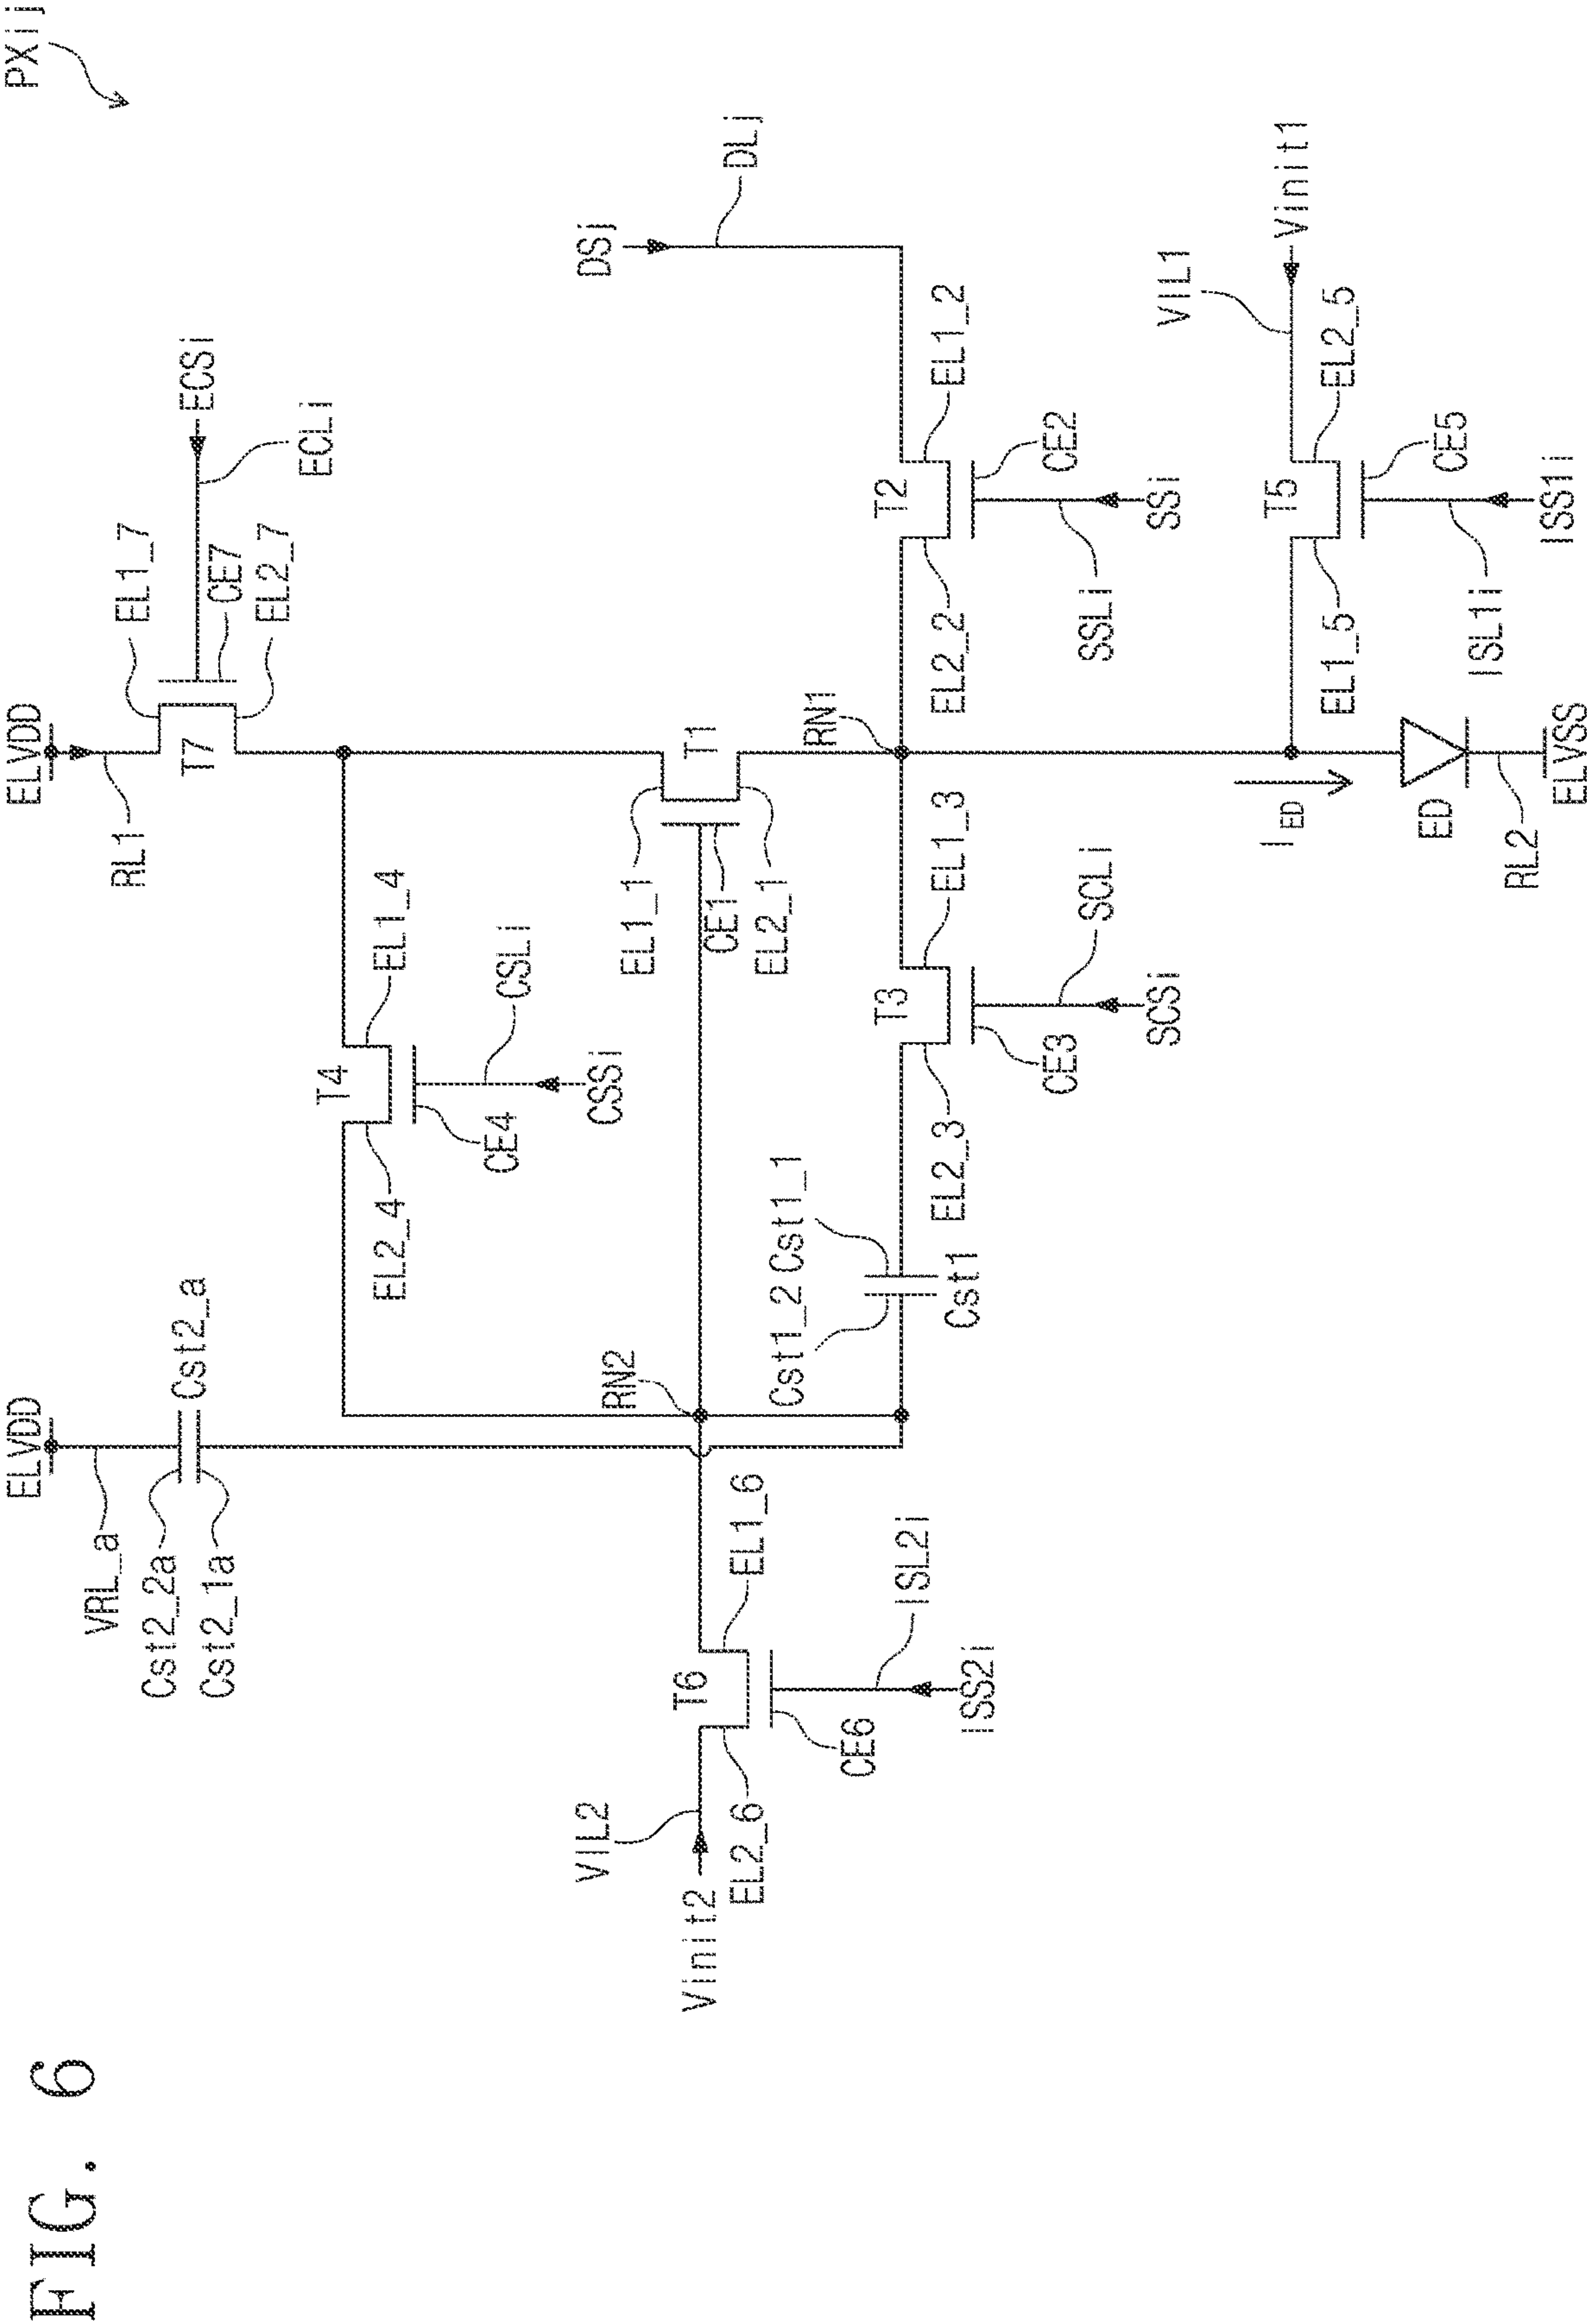 FIG. 6
PXij
ELVDD
ELVDD
VRL_a
RL1
EL1_7
ECSi
Cst2_2a
Cst2_a
T7
CE7
Cst2_1a
EL2_7
ECLi
T4
EL1_4
EL2_4
CE4
CSLi
CSSi
DSj
DLj
VIL2
RN2
EL1_1
T1
Vinit2
T6
EL1_6
CE1
EL2_6
EL2_1
Cst1_2
Cst1_1
RN1
CE6
ISL2i
ISS2i
Cst1
T3
T2
EL2_3
EL1_3
EL2_2
EL1_2
CE3
SCLi
SSLi
CE2
SCSi
SSi
VIL1
Vinit1
I ED
T5
EL1_5
EL2_5
ED
CE5
ISL1i
RL2
ISS1i
ELVSS